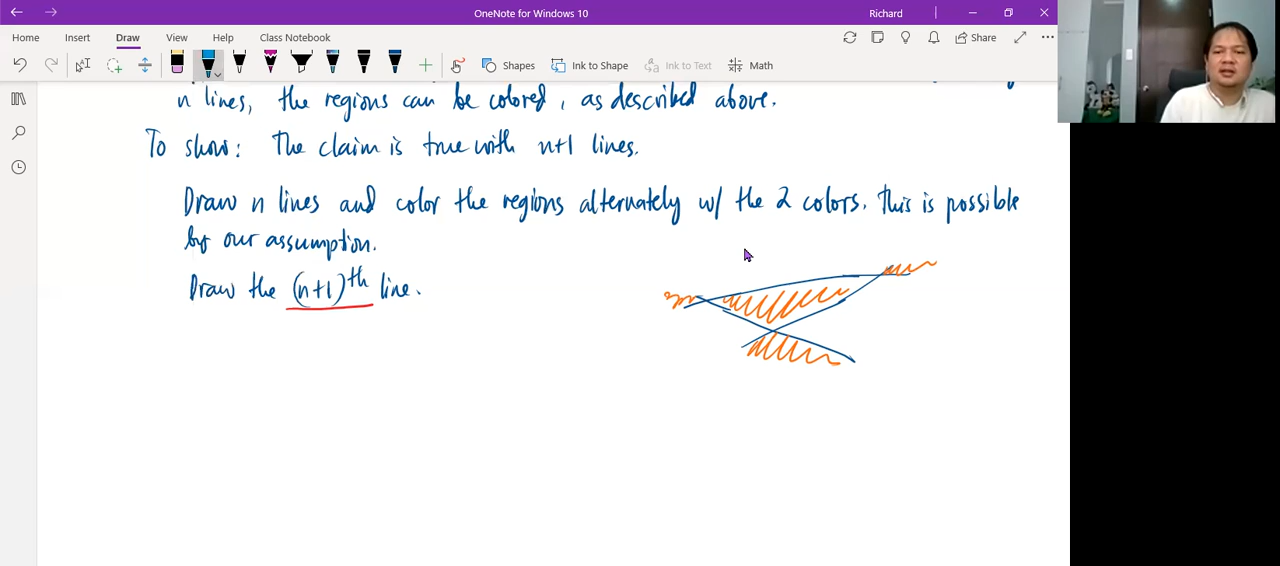 OneNote for Windows 10
Richard
Home Insert Draw View Help Class Notebook
Share
Shapes Ink to Shape Ink to Text Math
n lines, the regions can be colored, as described above.
To show: The claim is true with n+1 lines.
Draw n lines and color the regions alternately w/ the 2 colors. This is possible
by our assumption.
Draw the (n+1)^th line.